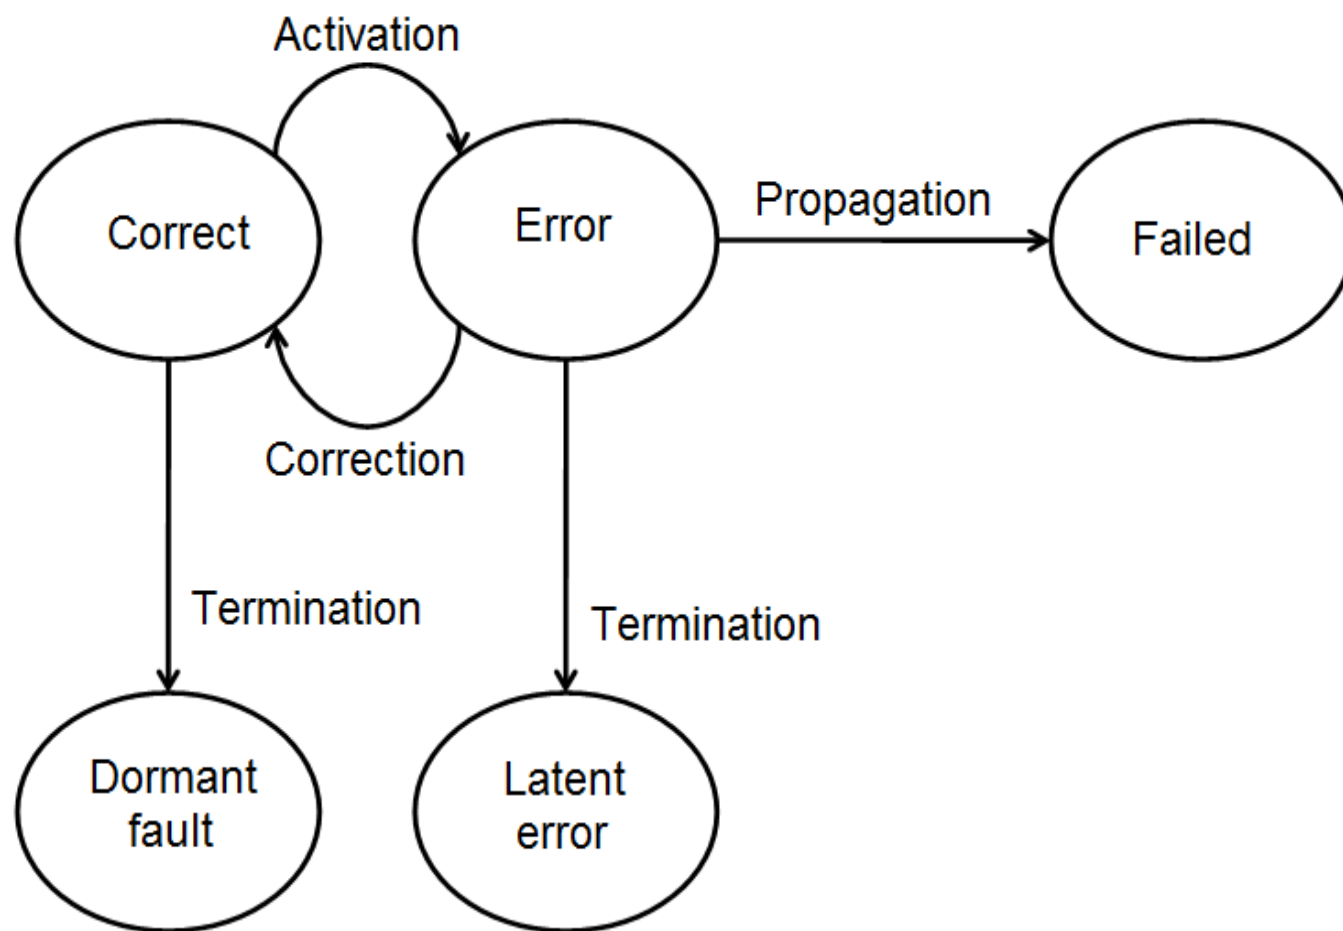 Activation
Correct
Error
Propagation
Failed
Correction
Termination
Termination
Dormant
fault
Latent
error